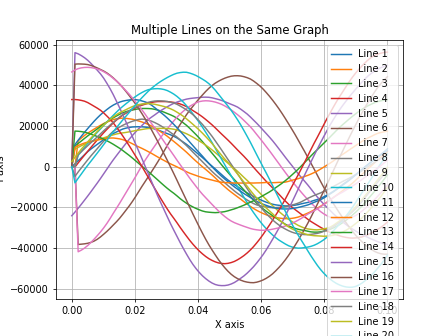 Multiple Lines on the Same Graph
60000
40000
20000
0
−20000
−40000
−60000
0.00
0.02
0.04
0.06
X axis
Line 1
Line 2
Line 3
Line 4
Line 5
Line 6
Line 7
Line 8
Line 9
Line 10
Line 11
Line 12
Line 13
Line 14
Line 15
Line 16
Line 17
Line 18
Line 19
Line 20